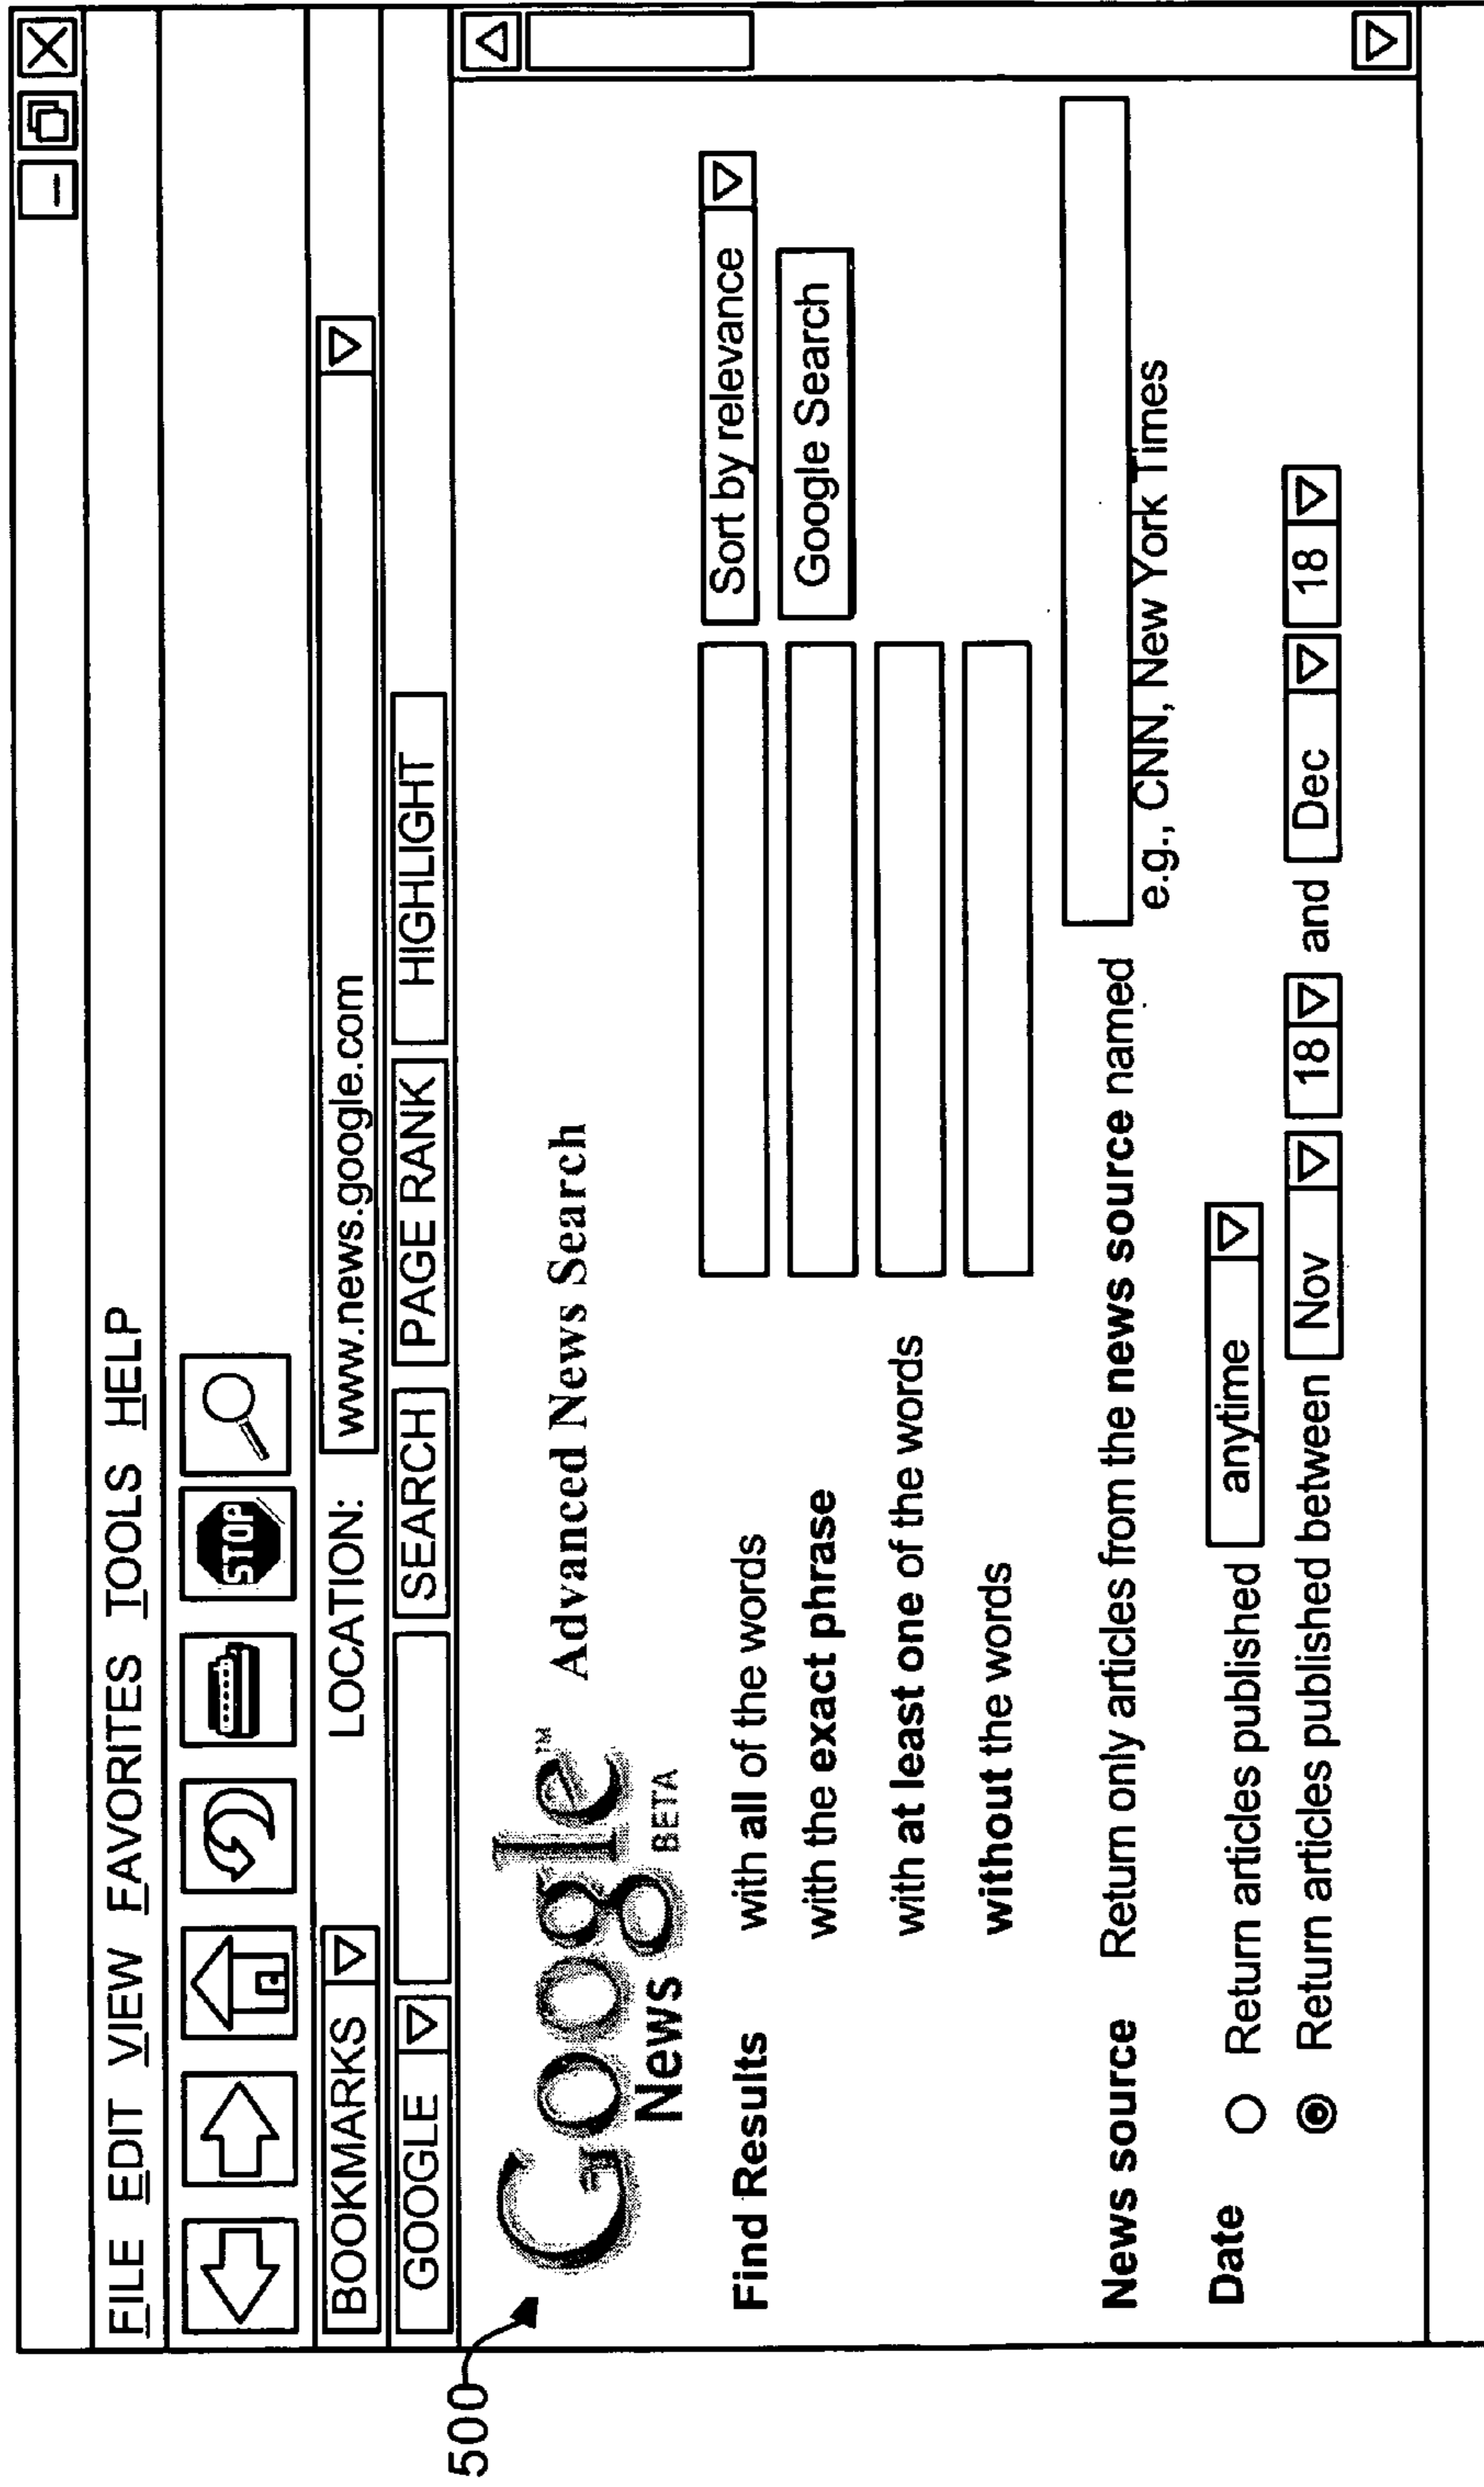 FILE EDIT VIEW FAVORITES TOOLS HELP
STOP
BOOKMARKS LOCATION: www.news.google.com
GOOGLE SEARCH PAGE RANK HIGHLIGHT
500
Google™ Advanced News Search
News BETA
Find Results with all of the words Sort by relevance
with the exact phrase Google Search
with at least one of the words
without the words
News source Return only articles from the news source named
e.g., CNN, New York Times
Date Return articles published anytime
Return articles published between Nov 18 and Dec 18